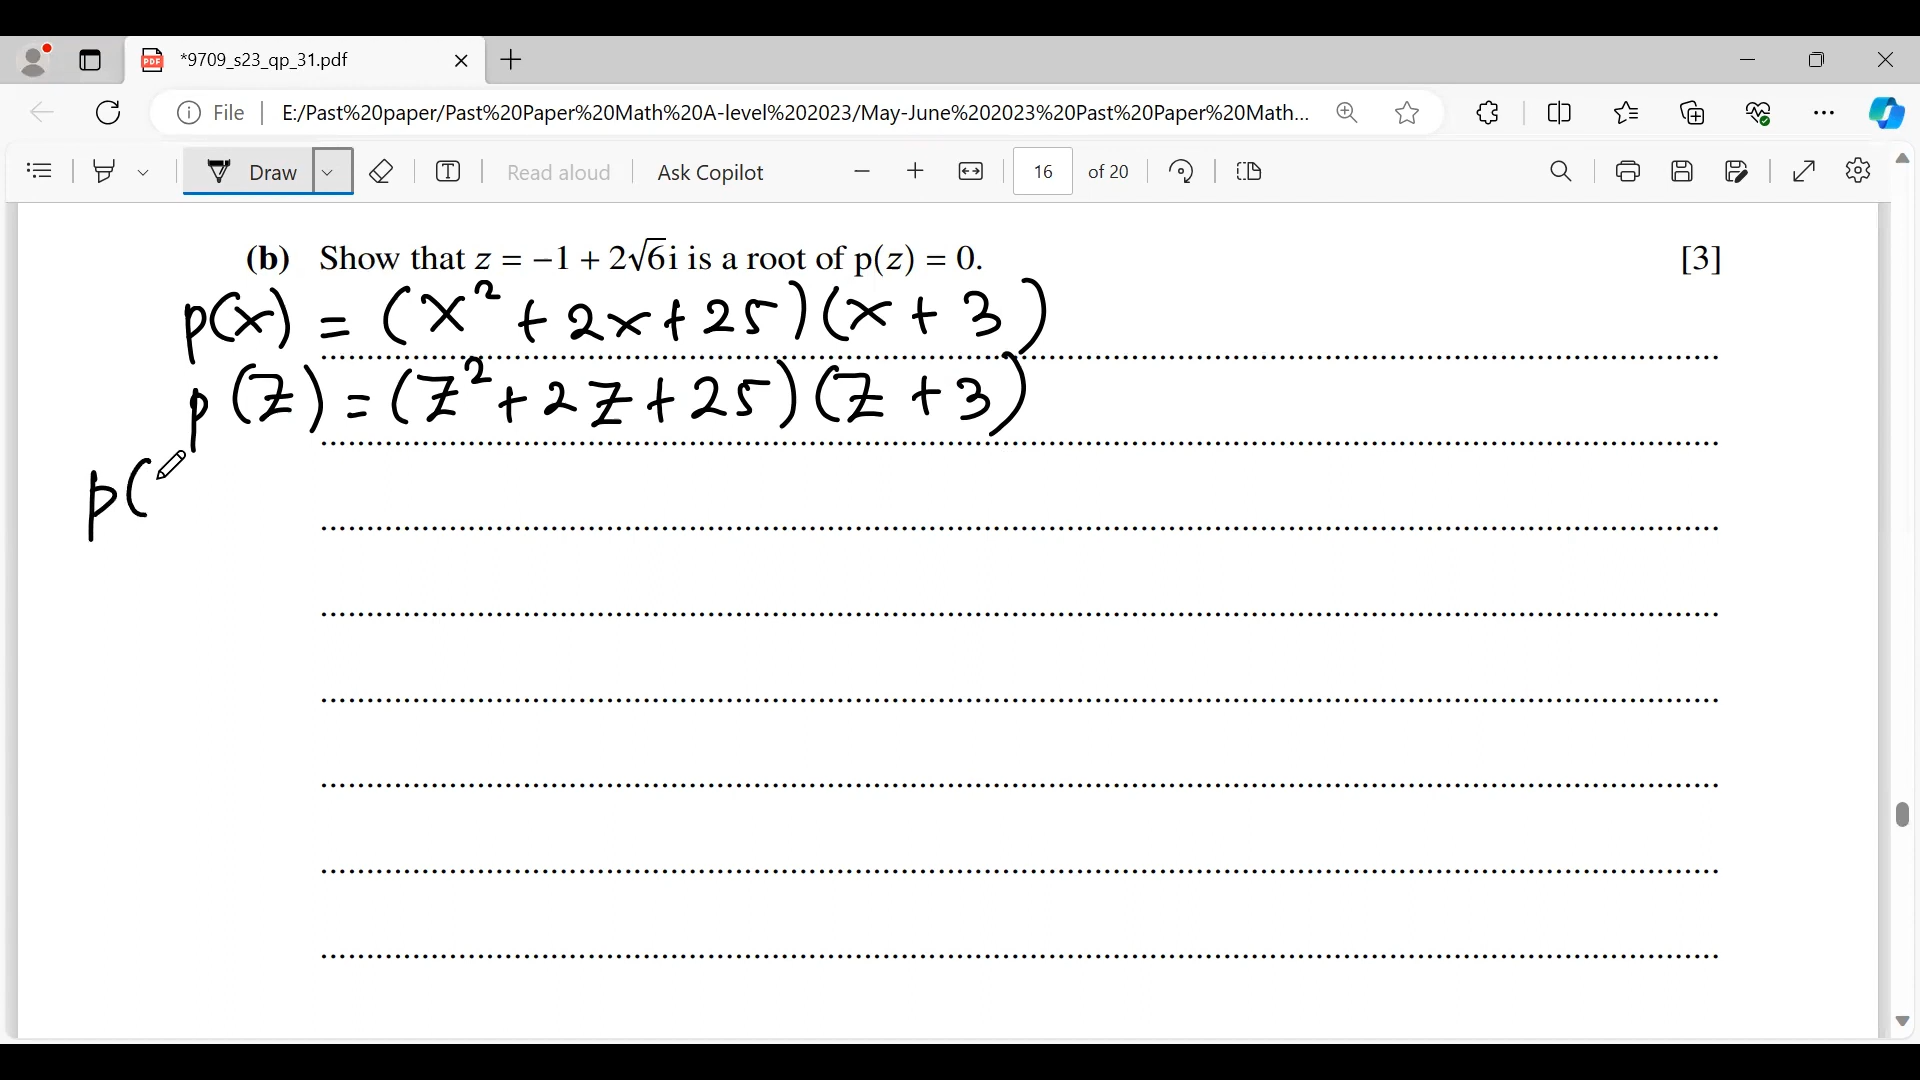 *9709_s23_qp_31.pdf
File
E:/Past%20paper/Past%20Paper%20Math%20A-level%202023/May-June%202023%20Past%20Paper%20Math...
Draw
Read aloud
Ask Copilot
16 of 20
(b) Show that z = −1 + 2√6i is a root of p(z) = 0. [3]
p(x) = (x² + 2x + 25)(x + 3)
p(z) = (z² + 2z + 25)(z + 3)
p(